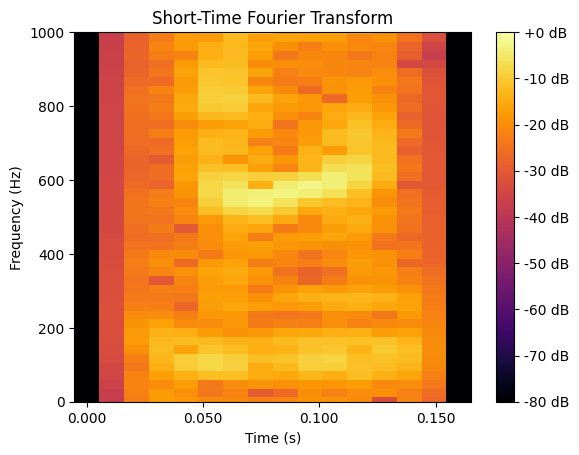 Short-Time Fourier Transform
Frequency (Hz)
1000
800
600
400
200
0
0.000
0.050
0.100
0.150
Time (s)
+0 dB
-10 dB
-20 dB
-30 dB
-40 dB
-50 dB
-60 dB
-70 dB
-80 dB